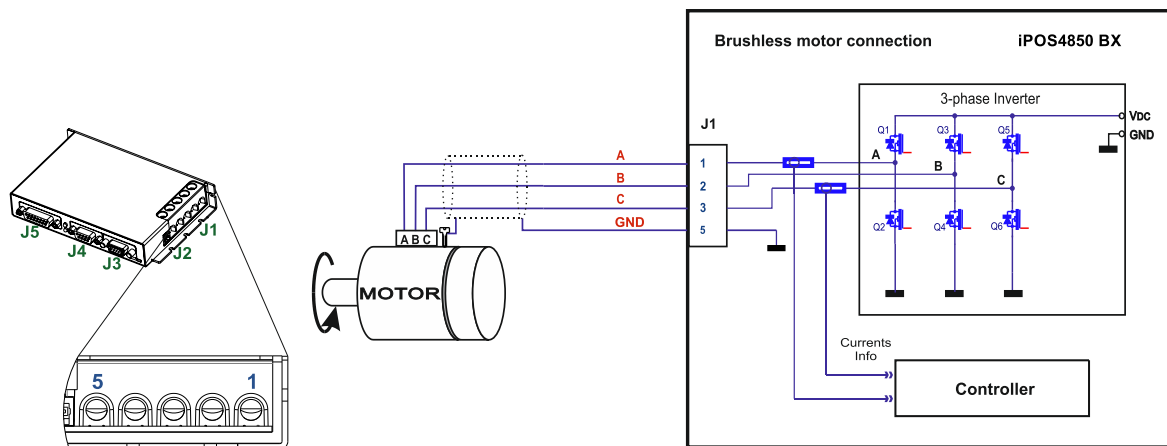 Brushless motor connection
iPOS4850 BX
3-phase Inverter
VDC
GND
Q1
Q3
Q5
A
B
C
Q2
Q4
Q6
J1
1
2
3
5
A
B
C
GND
A B C
MOTOR
J5
J4
J3
J2
J1
5
1
Currents
Info
Controller